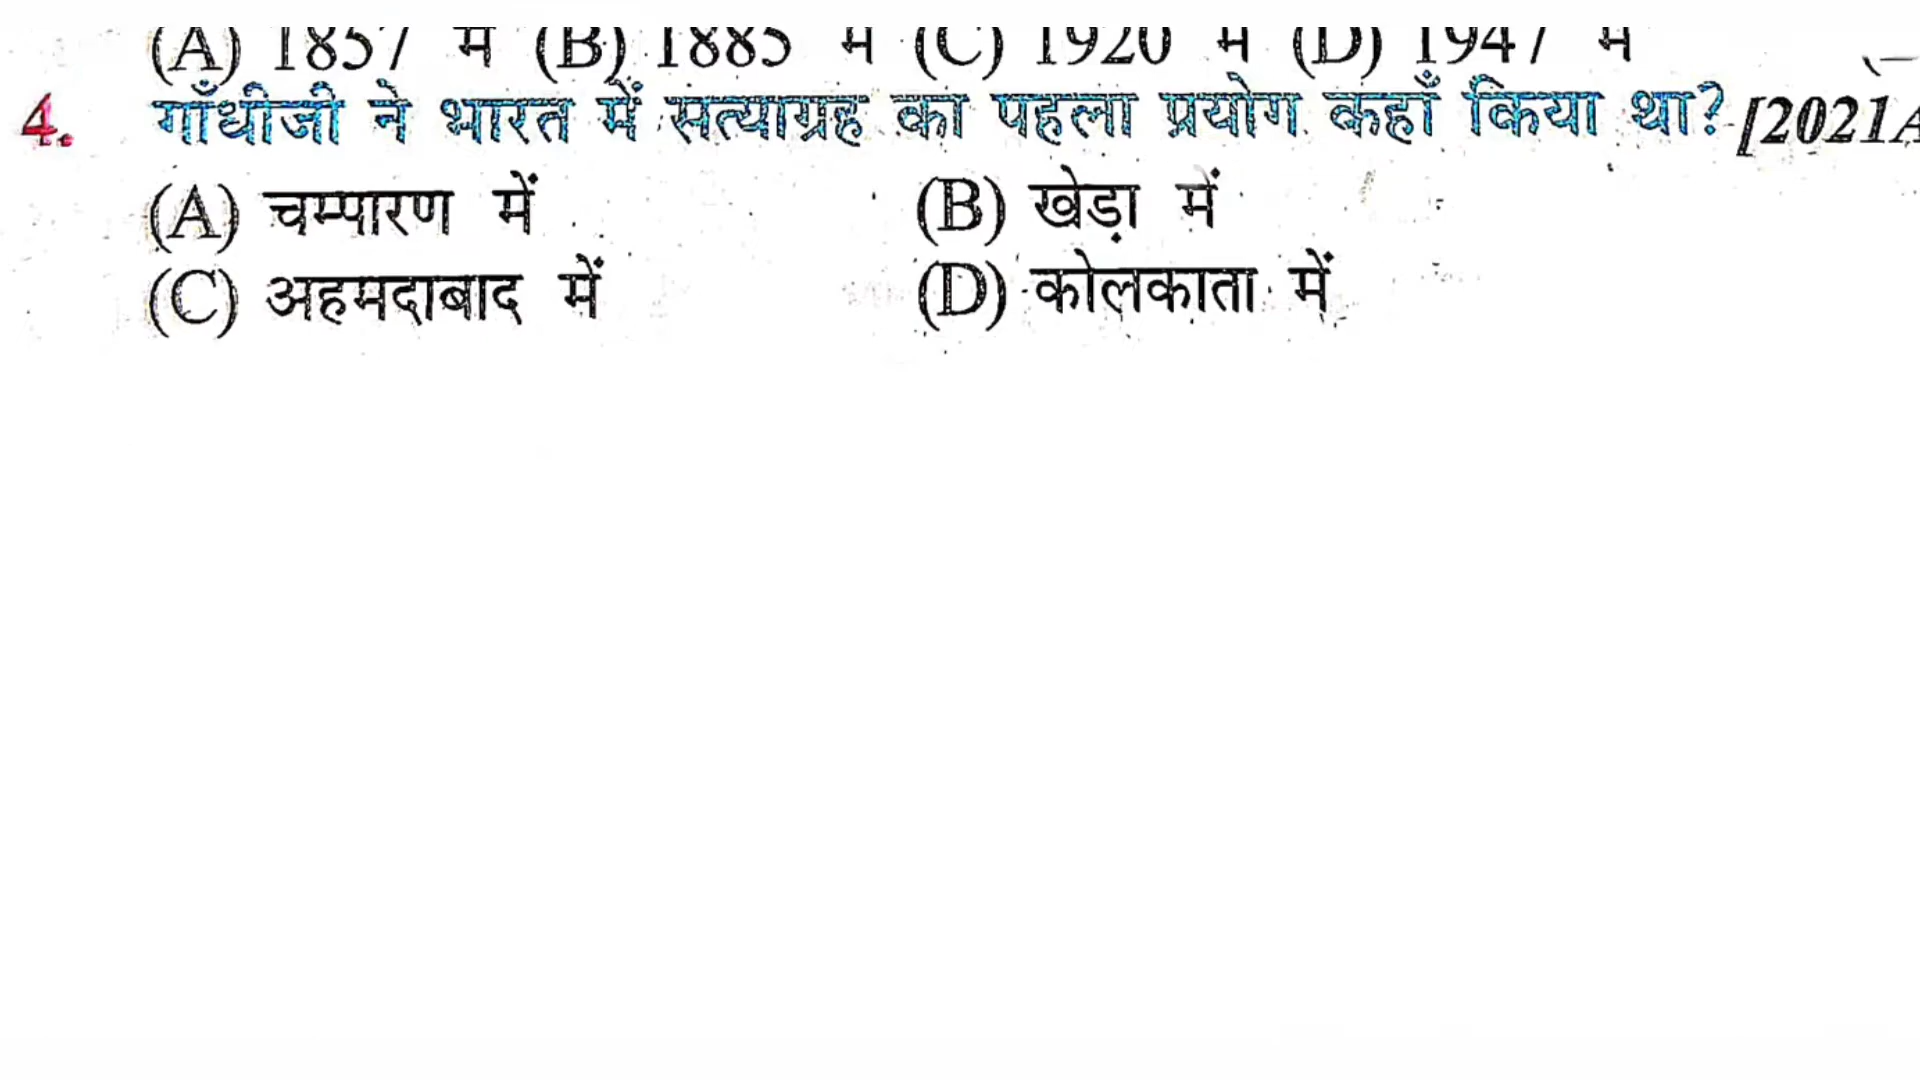 (A) 1857 में (B) 1885 में (C) 1920 में (D) 1947 में
4. गाँधीजी ने भारत में सत्याग्रह का पहला प्रयोग कहाँ किया था? [2021A
(A) चम्पारण में (B) खेड़ा में
(C) अहमदाबाद में (D) कोलकाता में